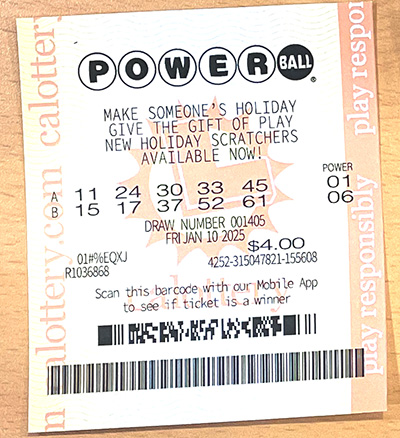 POWERBALL®
MAKE SOMEONE'S HOLIDAY
GIVE THE GIFT OF PLAY
NEW HOLIDAY SCRATCHERS
AVAILABLE NOW!
POWER
A 11 24 30 33 45 01
B 15 17 37 52 61 06
DRAW NUMBER 001405
FRI JAN 10 2025
$4.00
01#%EQXJ
R1036868
4252-315047821-155608
Scan this barcode with our Mobile App
to see if ticket is a winner
calottery.com calottery
play responsibly play respon